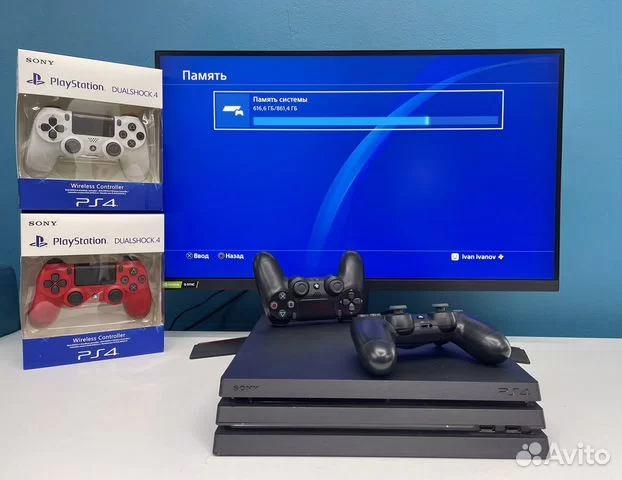 SONY
PlayStation DUALSHOCK 4
Wireless Controller
PS4
SONY
PlayStation DUALSHOCK 4
Wireless Controller
PS4
Память
Память системы
616,6 ГБ/861,4 ГБ
Ввод
Назад
Ivan Ivanov
SONY
PS4
Avito